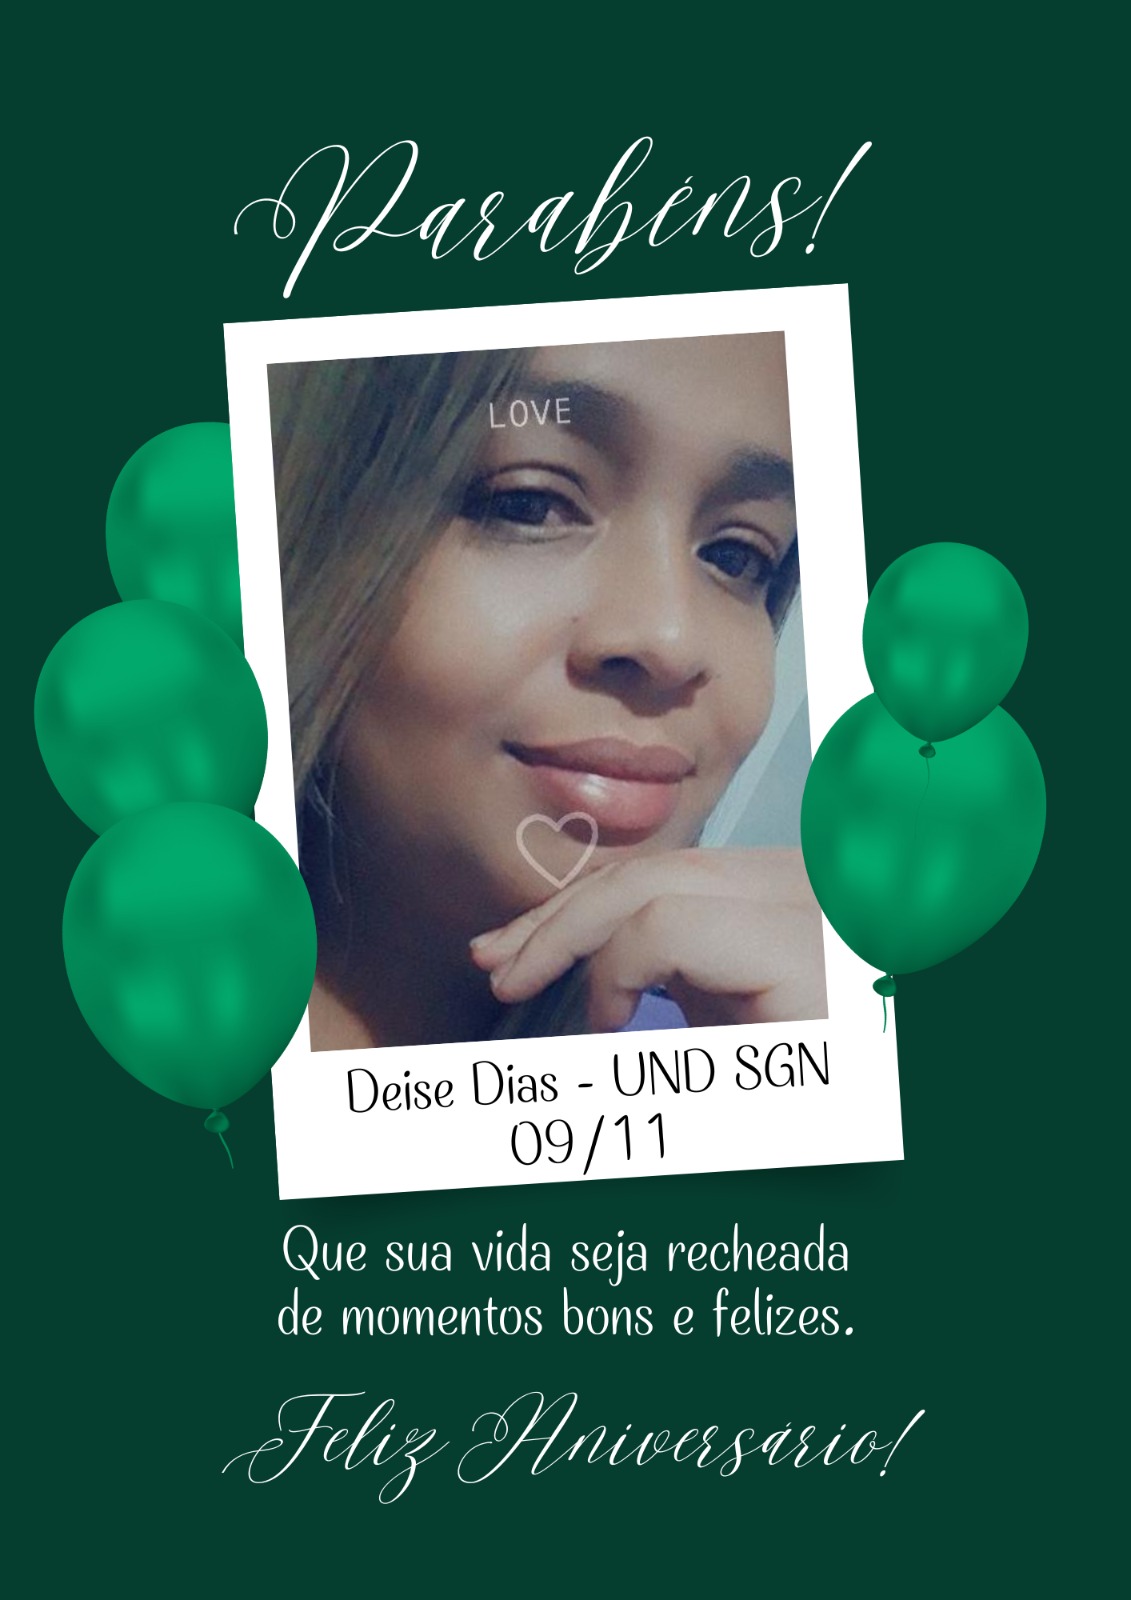 Parabéns!
LOVE
Deise Dias - UND SGN
09/11
Que sua vida seja recheada
de momentos bons e felizes.
Feliz Aniversário!